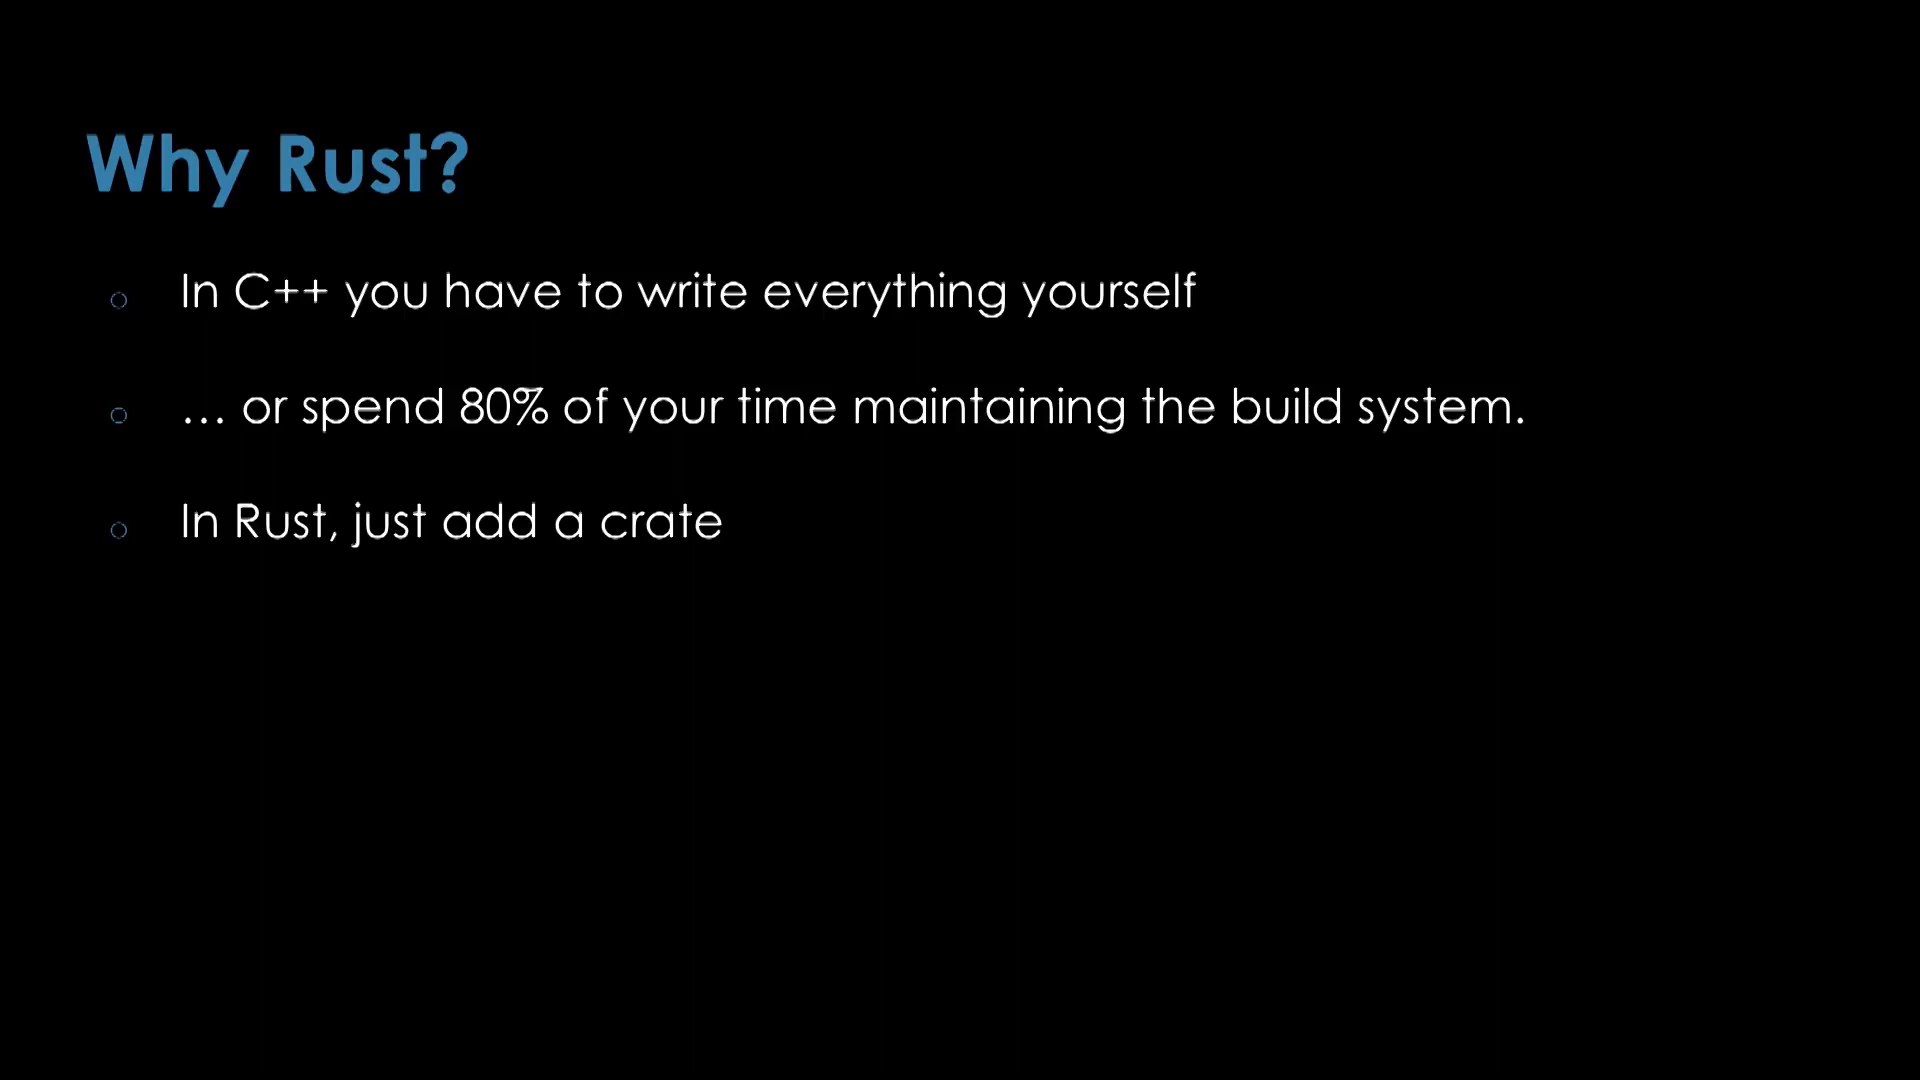 Why Rust?
In C++ you have to write everything yourself
… or spend 80% of your time maintaining the build system.
In Rust, just add a crate